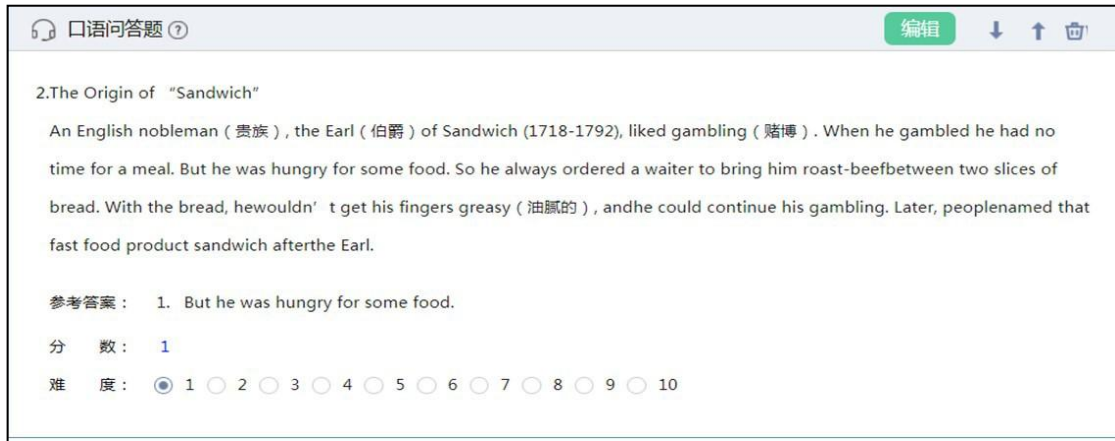 口语问答题 ?
编辑
2.The Origin of “Sandwich”
An English nobleman（贵族）, the Earl（伯爵）of Sandwich (1718-1792), liked gambling（赌博）. When he gambled he had no
time for a meal. But he was hungry for some food. So he always ordered a waiter to bring him roast-beefbetween two slices of
bread. With the bread, hewouldn’t get his fingers greasy（油腻的）, andhe could continue his gambling. Later, peoplenamed that
fast food product sandwich afterthe Earl.
参考答案： 1. But he was hungry for some food.
分 数： 1
难 度： 1 2 3 4 5 6 7 8 9 10